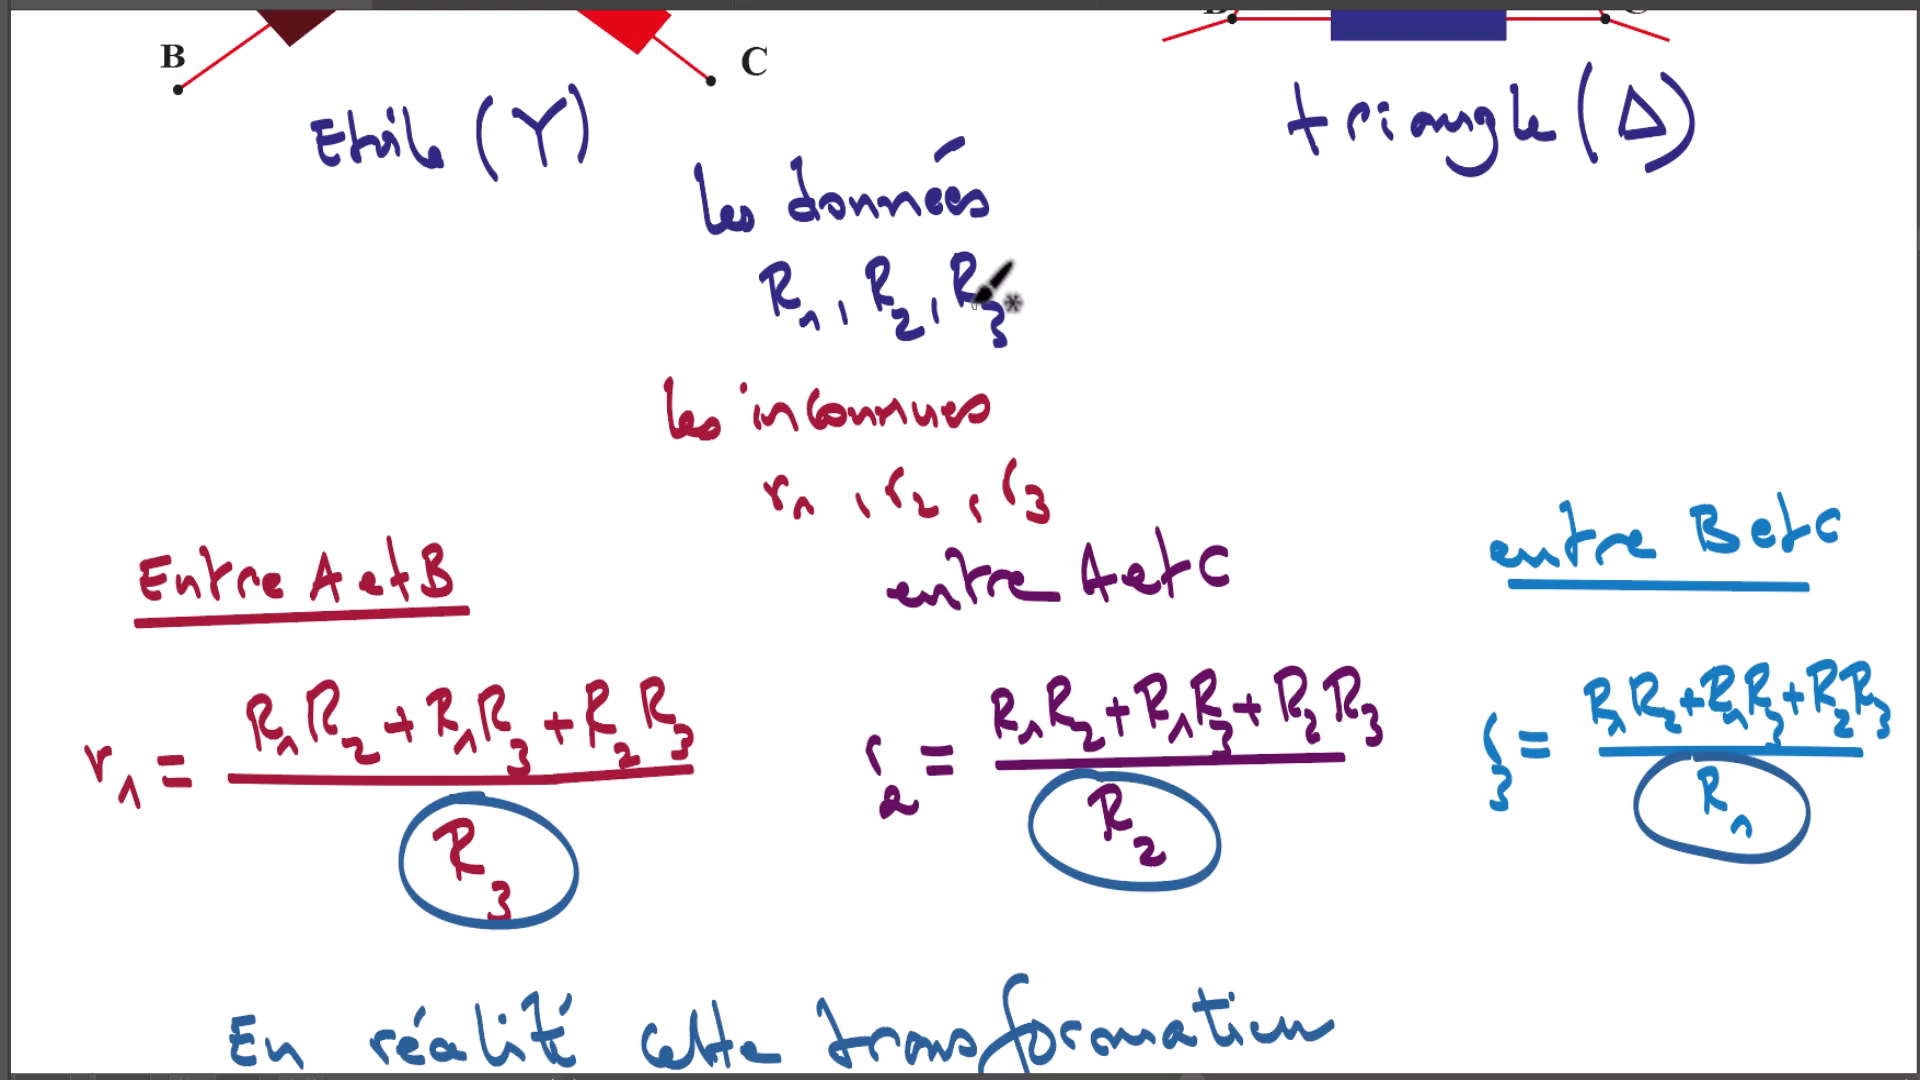 B
C
B
C
Etoile (Y)
triangle (Δ)
les données
R1, R2, R3
*
les inconnues
r1, r2, r3
Entre A et B
entre A et C
entre B et C
r1 = (R1R2 + R1R3 + R2R3) / R3
r2 = (R1R2 + R1R3 + R2R3) / R2
r3 = (R1R2 + R1R3 + R2R3) / R1
En réalité cette transformation